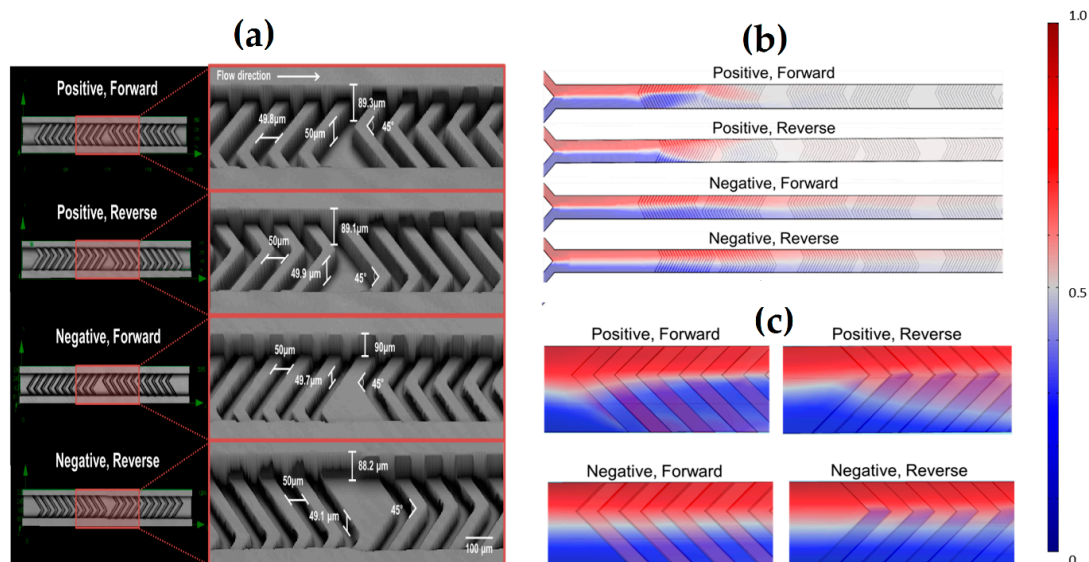 (a)
Positive, Forward
Positive, Reverse
Negative, Forward
Negative, Reverse
Flow direction
49.8μm
50μm
89.3μm
45°
50μm
49.9 μm
89.1μm
45°
50μm
49.7μm
90μm
45°
50μm
49.1 μm
88.2 μm
45°
100 μm
(b)
Positive, Forward
Positive, Reverse
Negative, Forward
Negative, Reverse
(c)
Positive, Forward
Positive, Reverse
Negative, Forward
Negative, Reverse
1.0
0.5
0